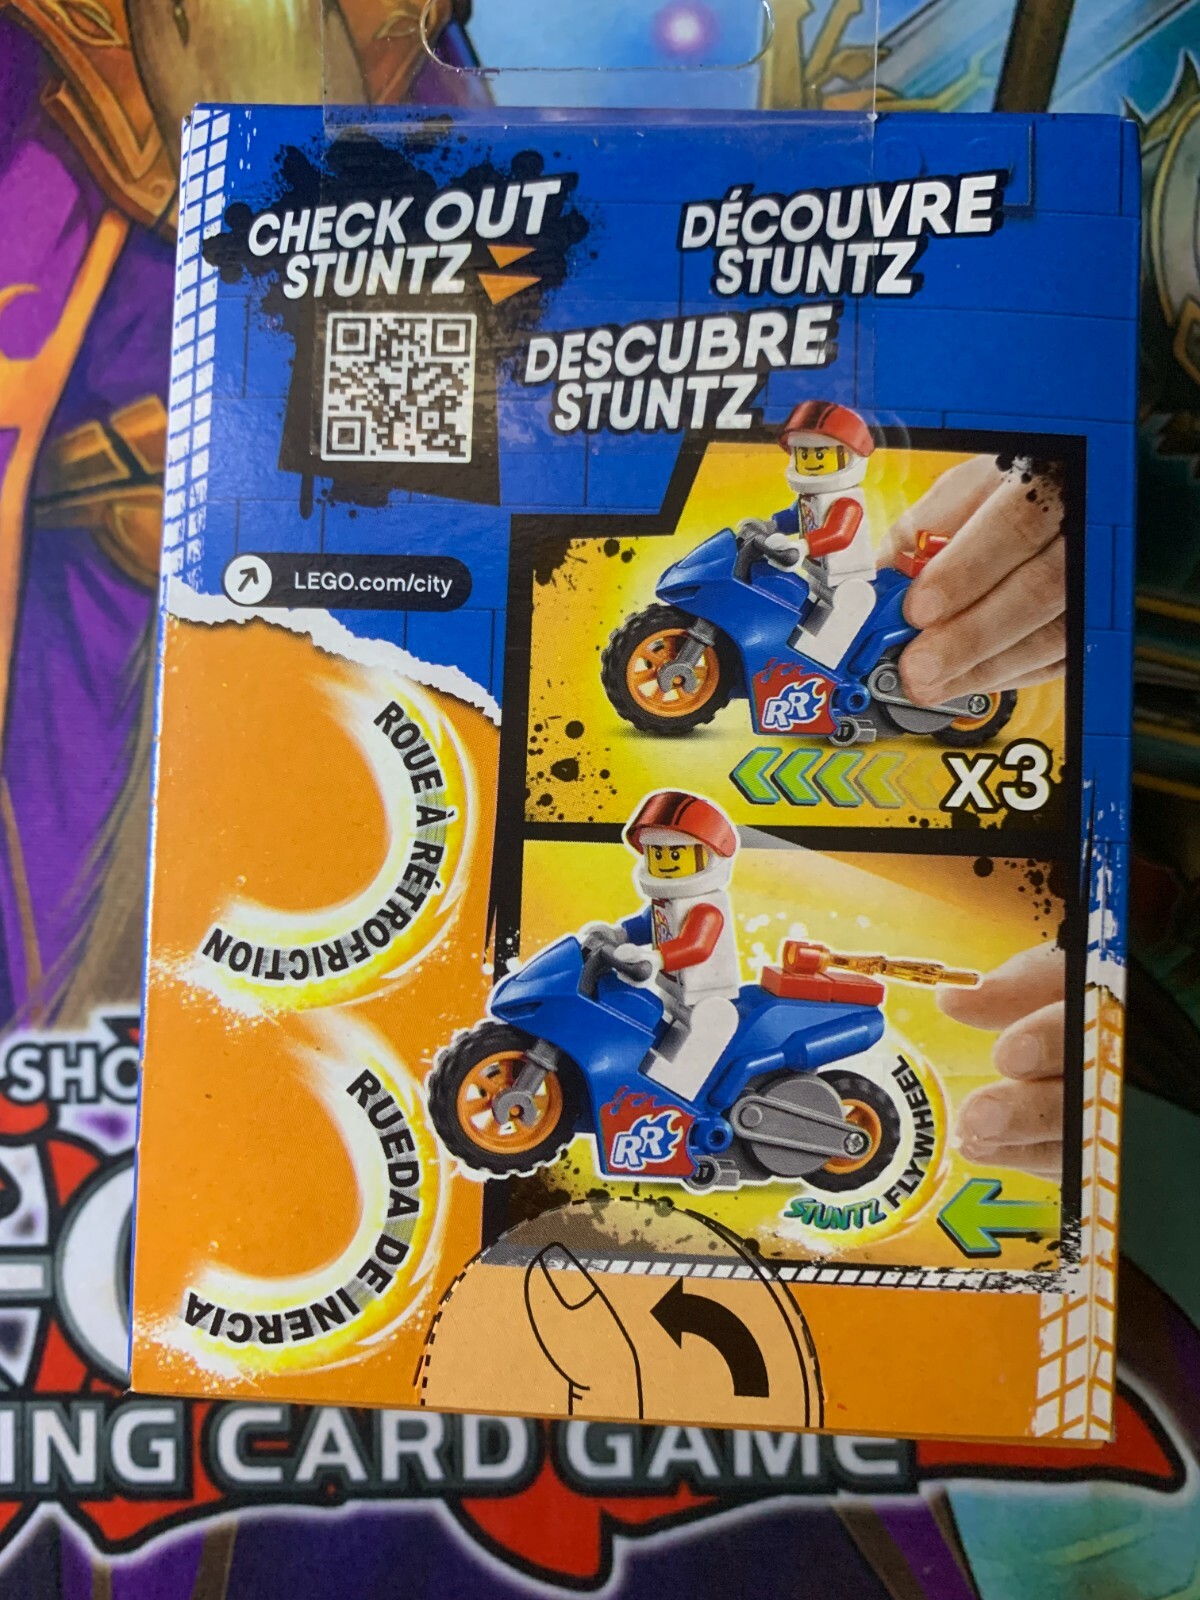 CHECK OUT
STUNTZ
DÉCOUVRE
STUNTZ
DESCUBRE
STUNTZ
LEGO.com/city
ROUE À RÉTROFRICTION
RR
x3
RUEDA DE INERCIA
RR
STUNTZ FLYWHEEL
SHO
ING CARD GAME